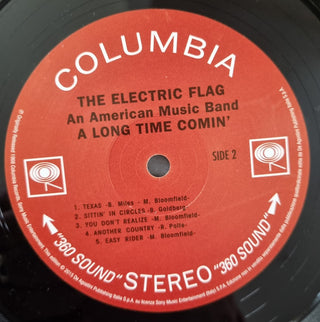 COLUMBIA
THE ELECTRIC FLAG
An American Music Band
A LONG TIME COMIN'
SIDE 2
1. TEXAS -B. Miles - M. Bloomfield-
2. SITTIN' IN CIRCLES -B. Goldberg
3. YOU DON'T REALIZE -M. Bloomfield-
4. ANOTHER COUNTRY -R. Polte-
5. EASY RIDER -M. Bloomfield-
"360 SOUND" STEREO "360 SOUND"